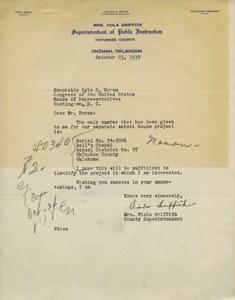 MRS. VIOLA GRIFFITH
Superintendent of Public Instruction
OKFUSKEE COUNTY
OKEMAH, OKLAHOMA
October 23, 1939
Honorable Lyle H. Boren
Congress of the United States
House of Representatives
Washington, D. C.
Dear Mr. Boren:
The only number that has been given
to me for our separate school house project
is:
Serial No. 54-5006
Bell's Chapel
School District No. 27
Okfuskee County
Oklahoma
I hope this will be sufficient to
identify the project in which I am interested.
Wishing you success in your under-
takings, I am
Yours very sincerely,
Viola Griffith
Mrs. Viola Griffith
County Superintendent